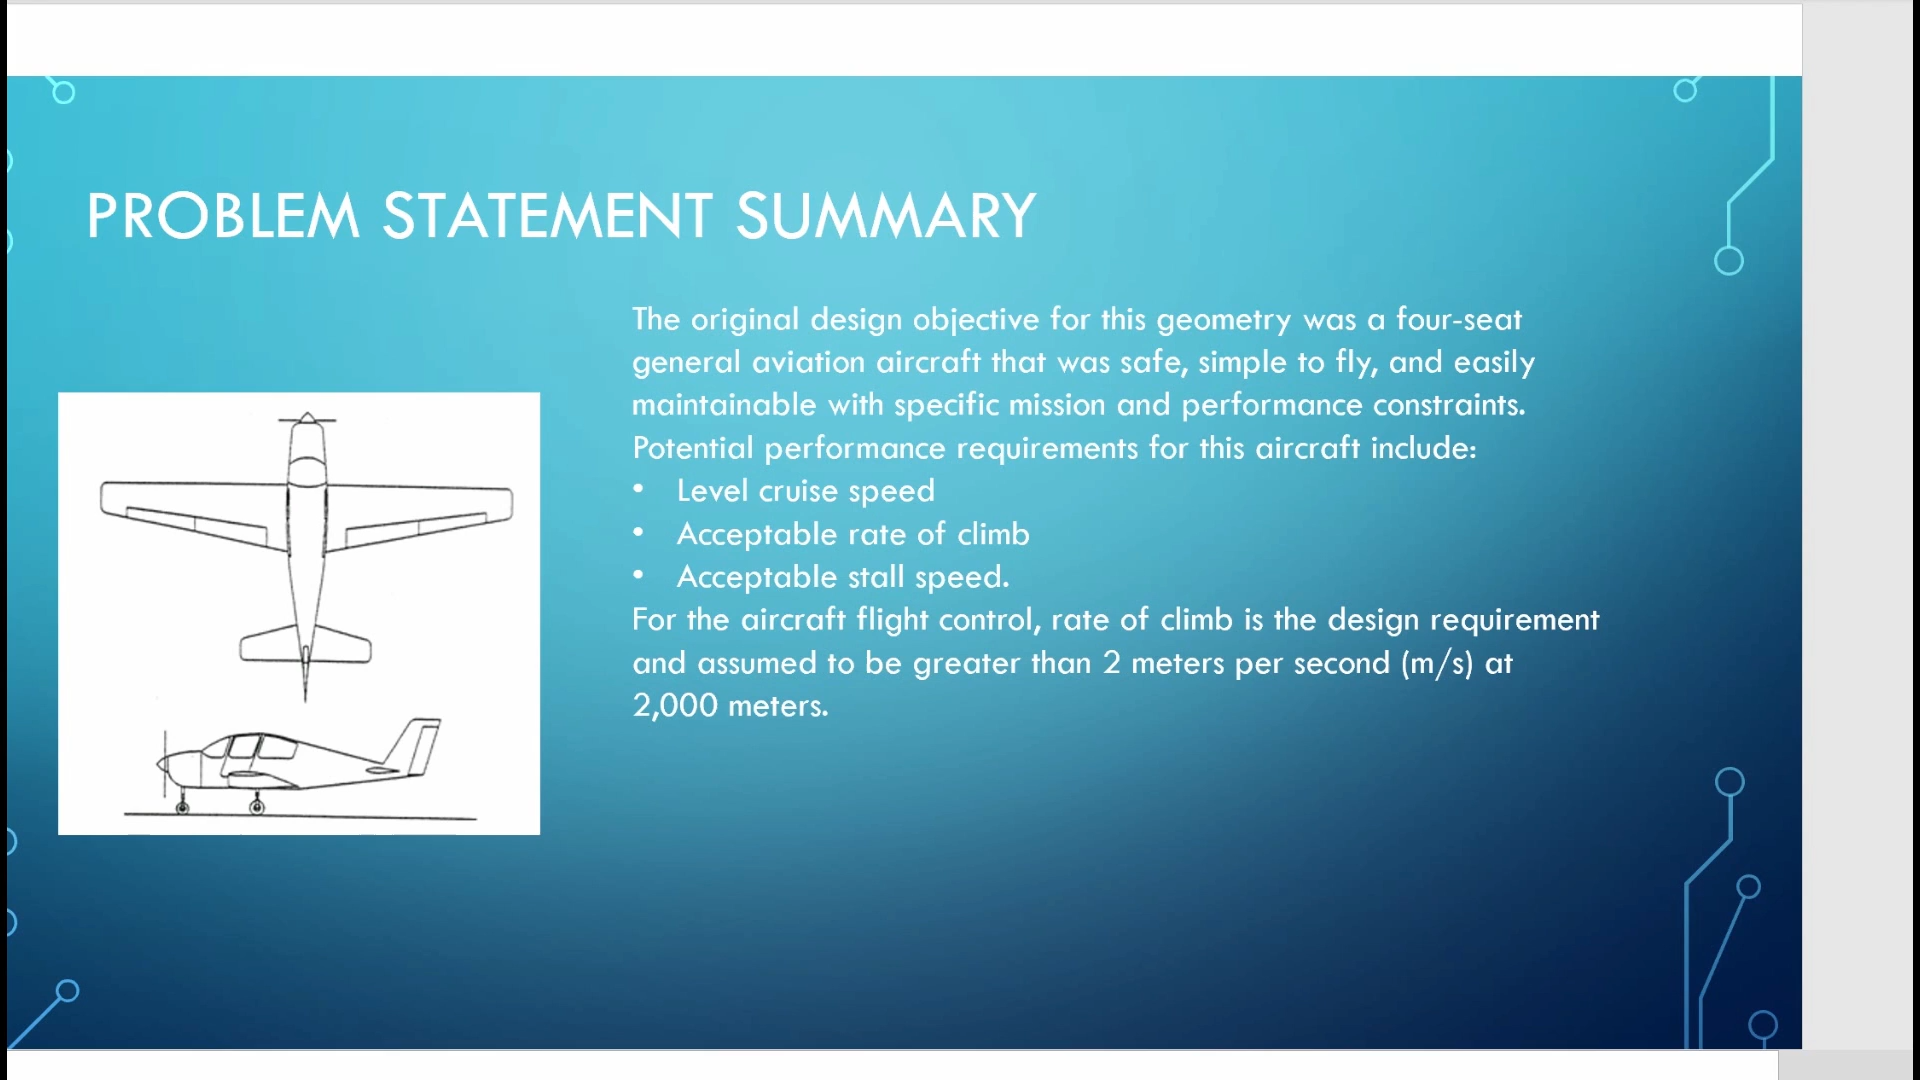 PROBLEM STATEMENT SUMMARY
The original design objective for this geometry was a four-seat
general aviation aircraft that was safe, simple to fly, and easily
maintainable with specific mission and performance constraints.
Potential performance requirements for this aircraft include:
• Level cruise speed
• Acceptable rate of climb
• Acceptable stall speed.
For the aircraft flight control, rate of climb is the design requirement
and assumed to be greater than 2 meters per second (m/s) at
2,000 meters.